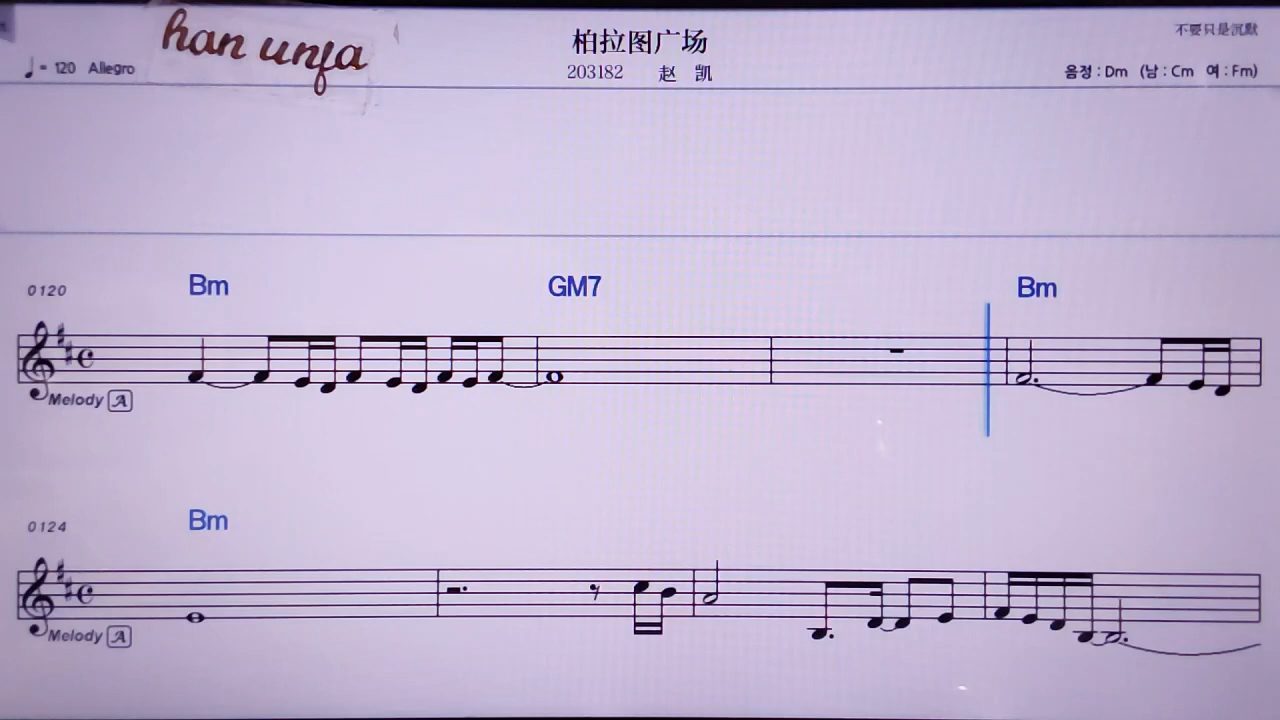 han unfa
柏拉图广场
不要只是沉默
♩= 120 Allegro
203182 赵 凯
음정 : Dm (남 : Cm 여 : Fm)
0120 Bm GM7 Bm
Melody A
0124 Bm
Melody A